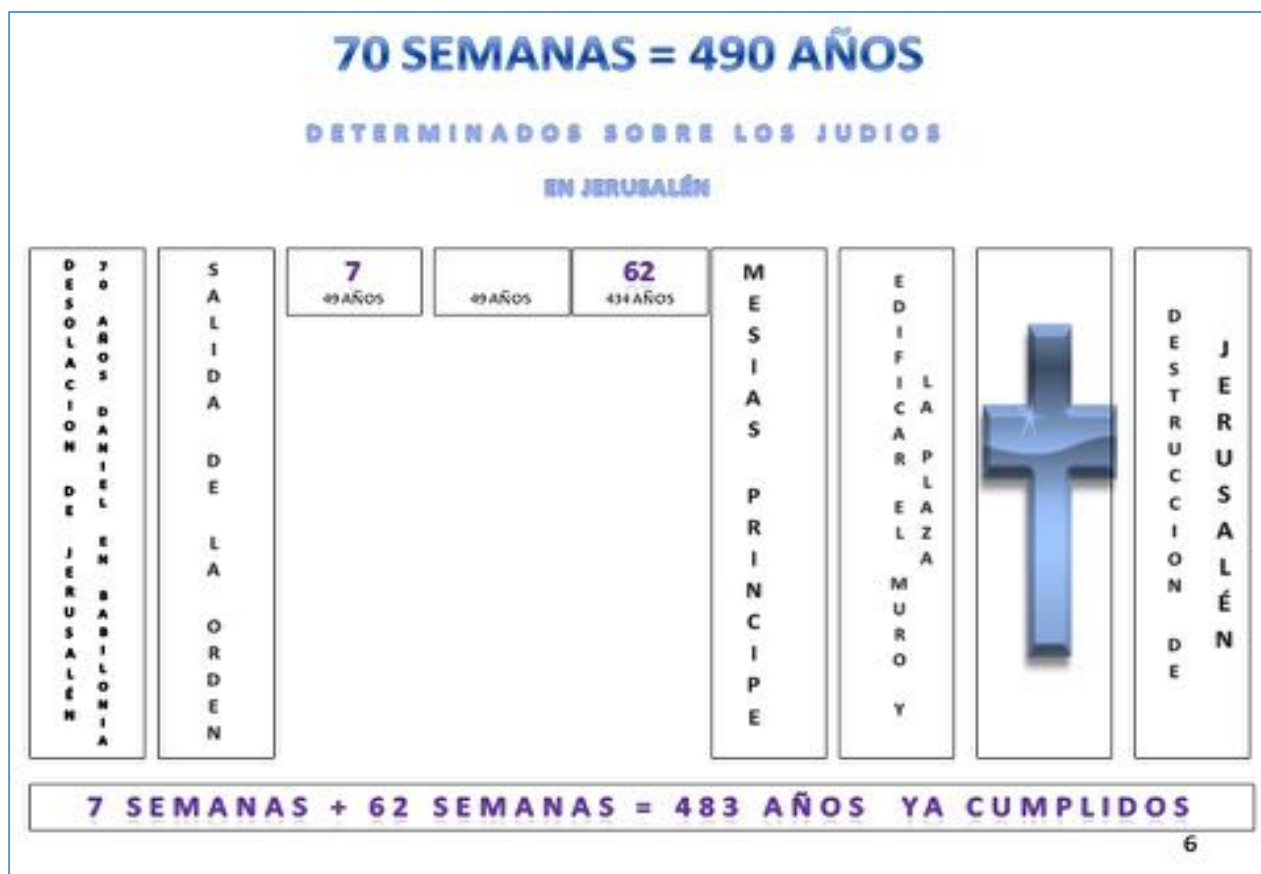 70 SEMANAS = 490 AÑOS
DETERMINADOS SOBRE LOS JUDIOS
EN JERUSALÉN
DESOLACION DE JERUSALÉN
70 AÑOS DANIEL EN BABILONIA
SALIDA DE LA ORDEN
7
49 AÑOS
49 AÑOS
62
434 AÑOS
MESIAS PRINCIPE
EDIFICAR EL MURO Y
LA PLAZA
DESTRUCCION DE
JERUSALÉN
7 SEMANAS + 62 SEMANAS = 483 AÑOS YA CUMPLIDOS
6